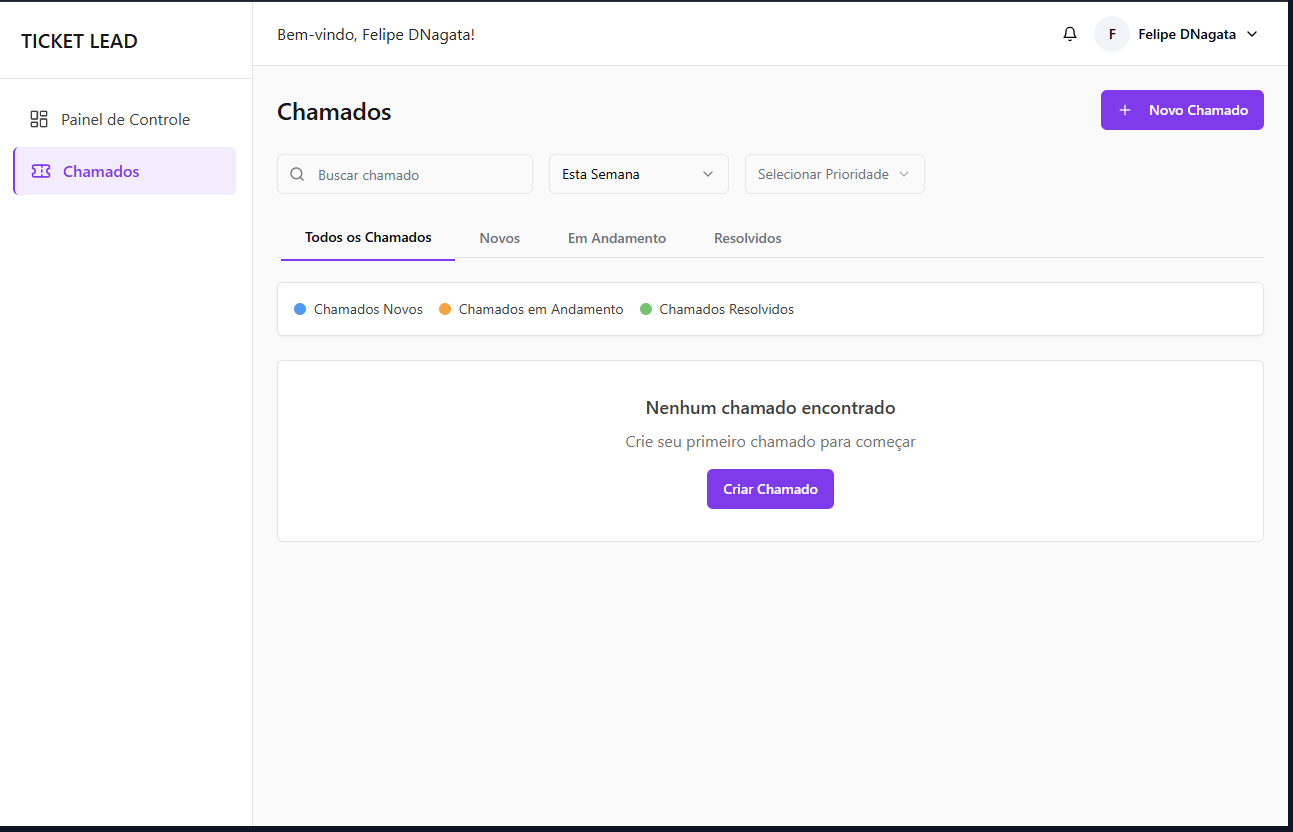 TICKET LEAD
Bem-vindo, Felipe DNagata!
F
Felipe DNagata
Painel de Controle
Chamados
Chamados
Novo Chamado
Buscar chamado
Esta Semana
Selecionar Prioridade
Todos os Chamados
Novos
Em Andamento
Resolvidos
Chamados Novos
Chamados em Andamento
Chamados Resolvidos
Nenhum chamado encontrado
Crie seu primeiro chamado para começar
Criar Chamado